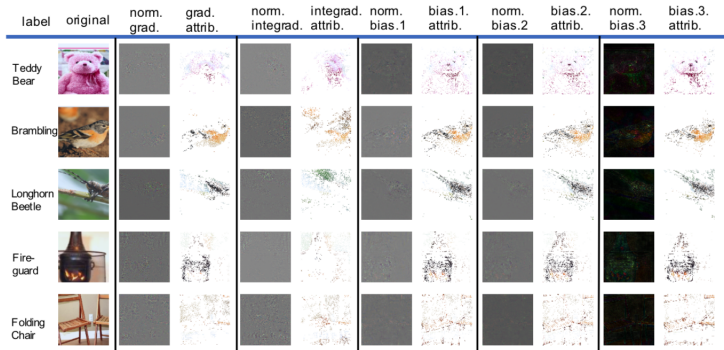 label original norm. grad. grad. attrib. norm. integrad. integrad. attrib. norm. bias.1 bias.1. attrib. norm. bias.2 bias.2. attrib. norm. bias.3 bias.3. attrib.
Teddy
Bear
Brambling
Longhorn
Beetle
Fire-
guard
Folding
Chair